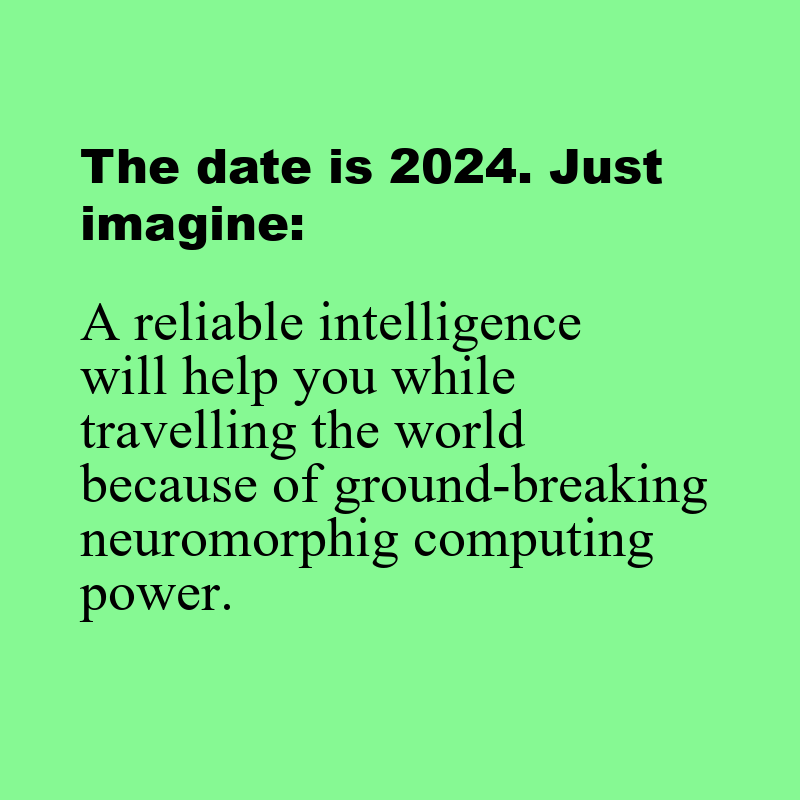 The date is 2024. Just
imagine:
A reliable intelligence
will help you while
travelling the world
because of ground-breaking
neuromorphig computing
power.